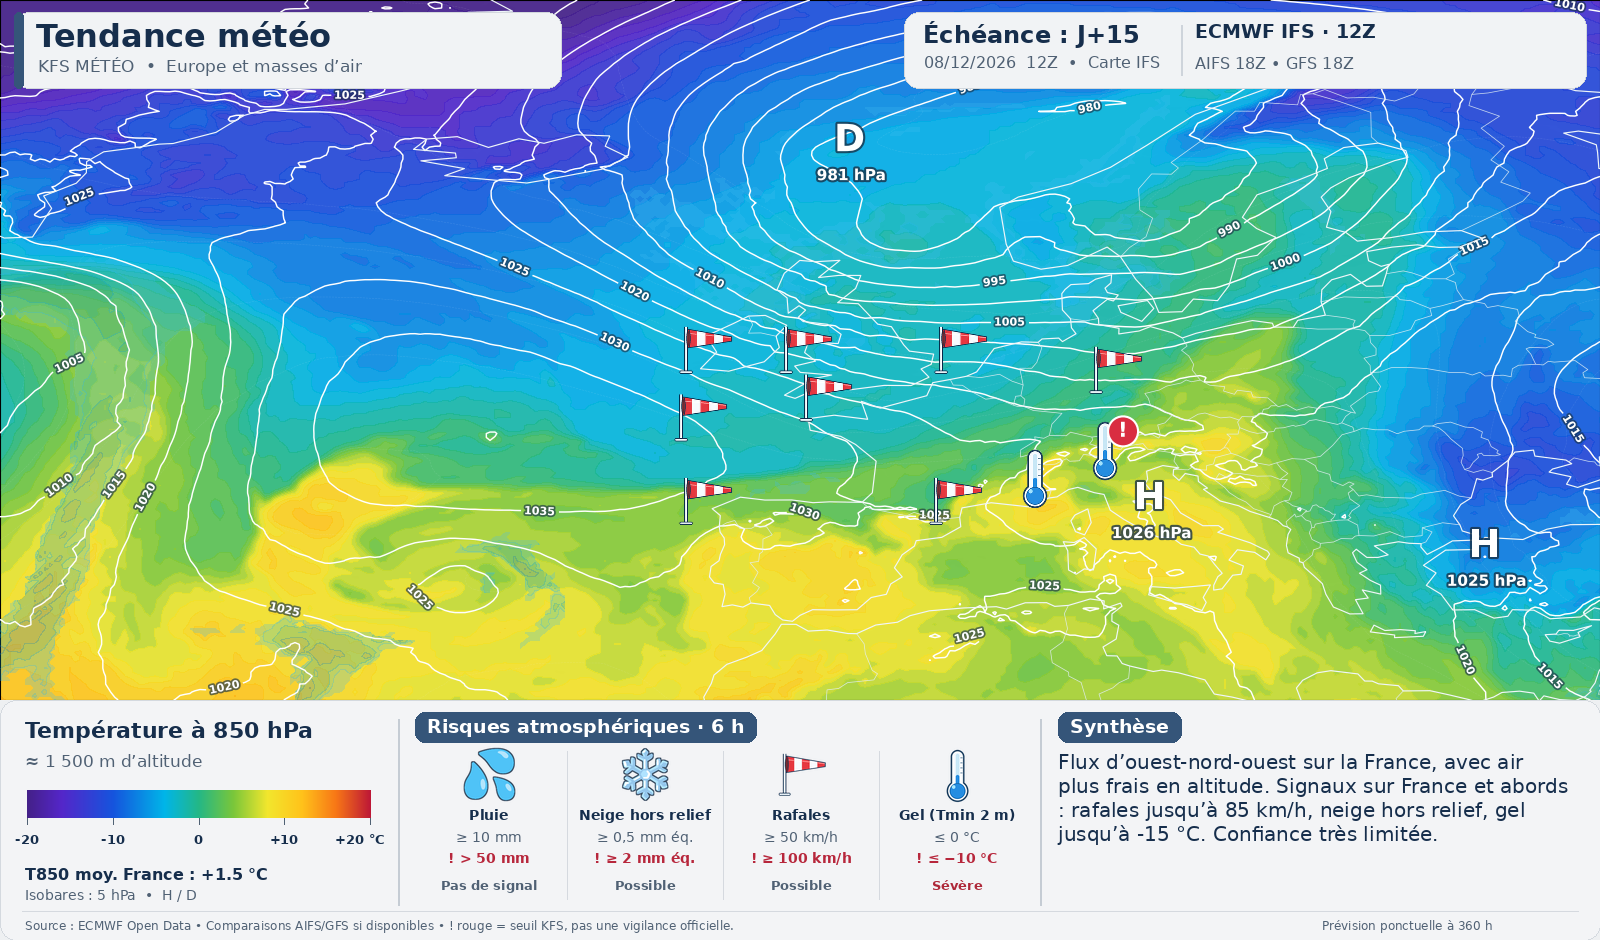 Tendance météo
KFS MÉTÉO • Europe et masses d’air
Échéance : J+15
08/12/2026 12Z • Carte IFS
ECMWF IFS · 12Z
AIFS 18Z • GFS 18Z
1010
1025
980
D
981 hPa
1025
990
1015
1000
1025
1010
995
1020
1005
1030
1005
1015
!
1010
1015
1020
1035
1030
1025
H
1026 hPa
H
1025 hPa
1025
1025
1025
1025
1020
1020
1015
Température à 850 hPa
≈ 1 500 m d’altitude
-20 -10 0 +10 +20 °C
T850 moy. France : +1.5 °C
Isobares : 5 hPa • H / D
Risques atmosphériques · 6 h
Pluie
≥ 10 mm
! > 50 mm
Pas de signal
Neige hors relief
≥ 0,5 mm éq.
! ≥ 2 mm éq.
Possible
Rafales
≥ 50 km/h
! ≥ 100 km/h
Possible
Gel (Tmin 2 m)
≤ 0 °C
! ≤ −10 °C
Sévère
Synthèse
Flux d’ouest-nord-ouest sur la France, avec air
plus frais en altitude. Signaux sur France et abords
: rafales jusqu’à 85 km/h, neige hors relief, gel
jusqu’à -15 °C. Confiance très limitée.
Source : ECMWF Open Data • Comparaisons AIFS/GFS si disponibles • ! rouge = seuil KFS, pas une vigilance officielle.
Prévision ponctuelle à 360 h